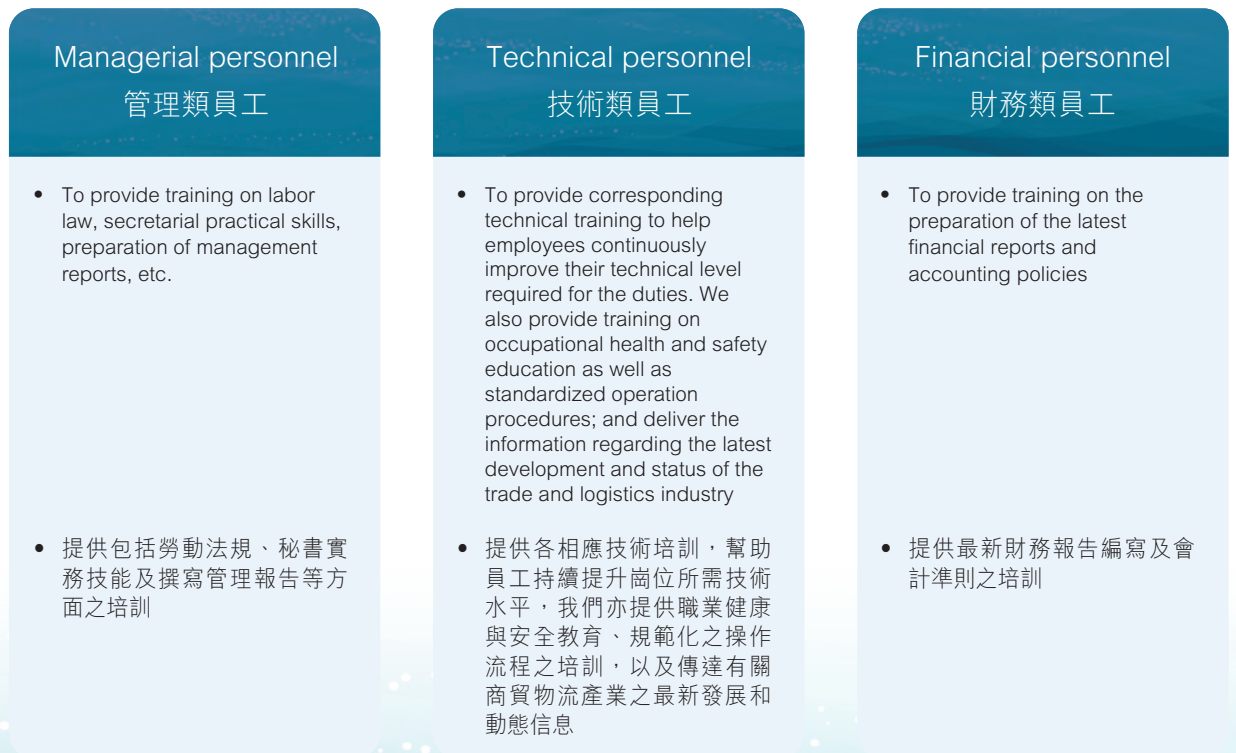 Managerial personnel
管理類員工
• To provide training on labor
law, secretarial practical skills,
preparation of management
reports, etc.
• 提供包括勞動法規、秘書實
務技能及撰寫管理報告等方
面之培訓
Technical personnel
技術類員工
• To provide corresponding
technical training to help
employees continuously
improve their technical level
required for the duties. We
also provide training on
occupational health and safety
education as well as
standardized operation
procedures; and deliver the
information regarding the latest
development and status of the
trade and logistics industry
• 提供各相應技術培訓，幫助
員工持續提升崗位所需技術
水平，我們亦提供職業健康
與安全教育、規範化之操作
流程之培訓，以及傳達有關
商貿物流產業之最新發展和
動態信息
Financial personnel
財務類員工
• To provide training on the
preparation of the latest
financial reports and
accounting policies
• 提供最新財務報告編寫及會
計準則之培訓